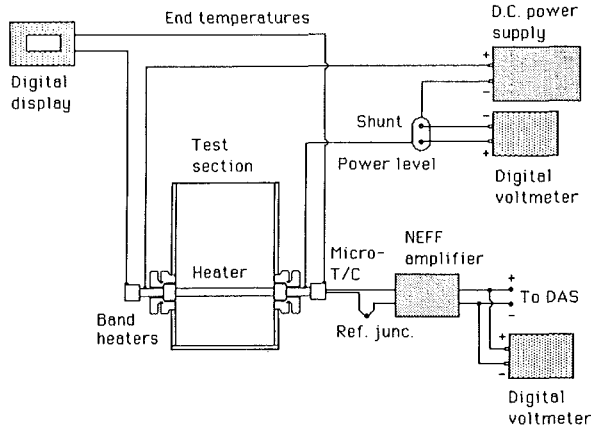 End temperatures
D.C. power
supply
+
−
Digital
display
Shunt
−
+
Power level
Digital
voltmeter
Test
section
Heater
Micro-
T/C
NEFF
amplifier
Band
heaters
Ref. junc.
+
To DAS
−
+
−
Digital
voltmeter